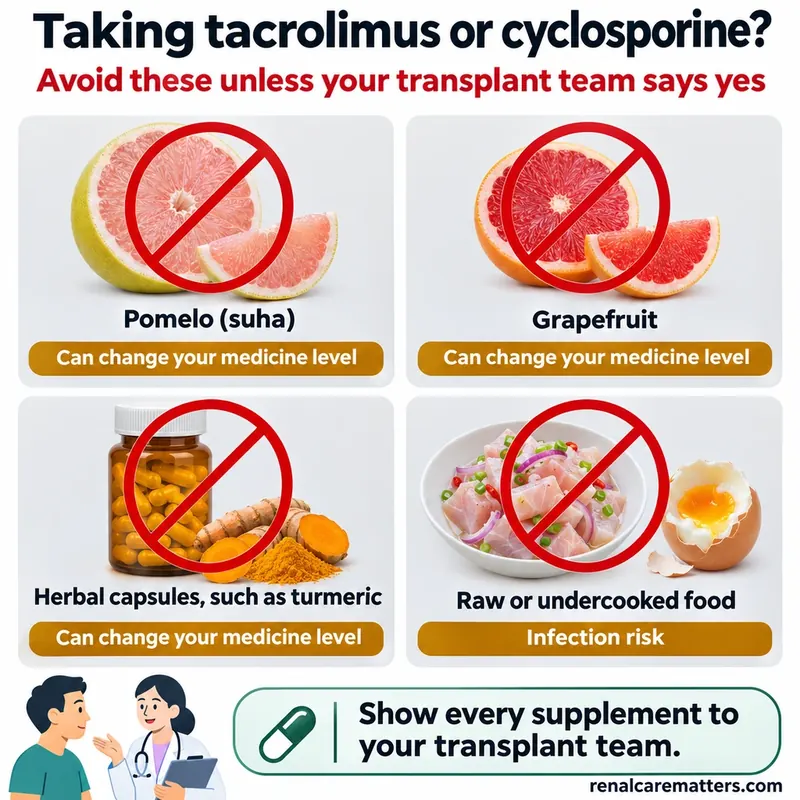 Taking tacrolimus or cyclosporine?
Avoid these unless your transplant team says yes
Pomelo (suha)
Can change your medicine level
Grapefruit
Can change your medicine level
Herbal capsules, such as turmeric
Can change your medicine level
Raw or undercooked food
Infection risk
Show every supplement to
your transplant team.
renalcarematters.com